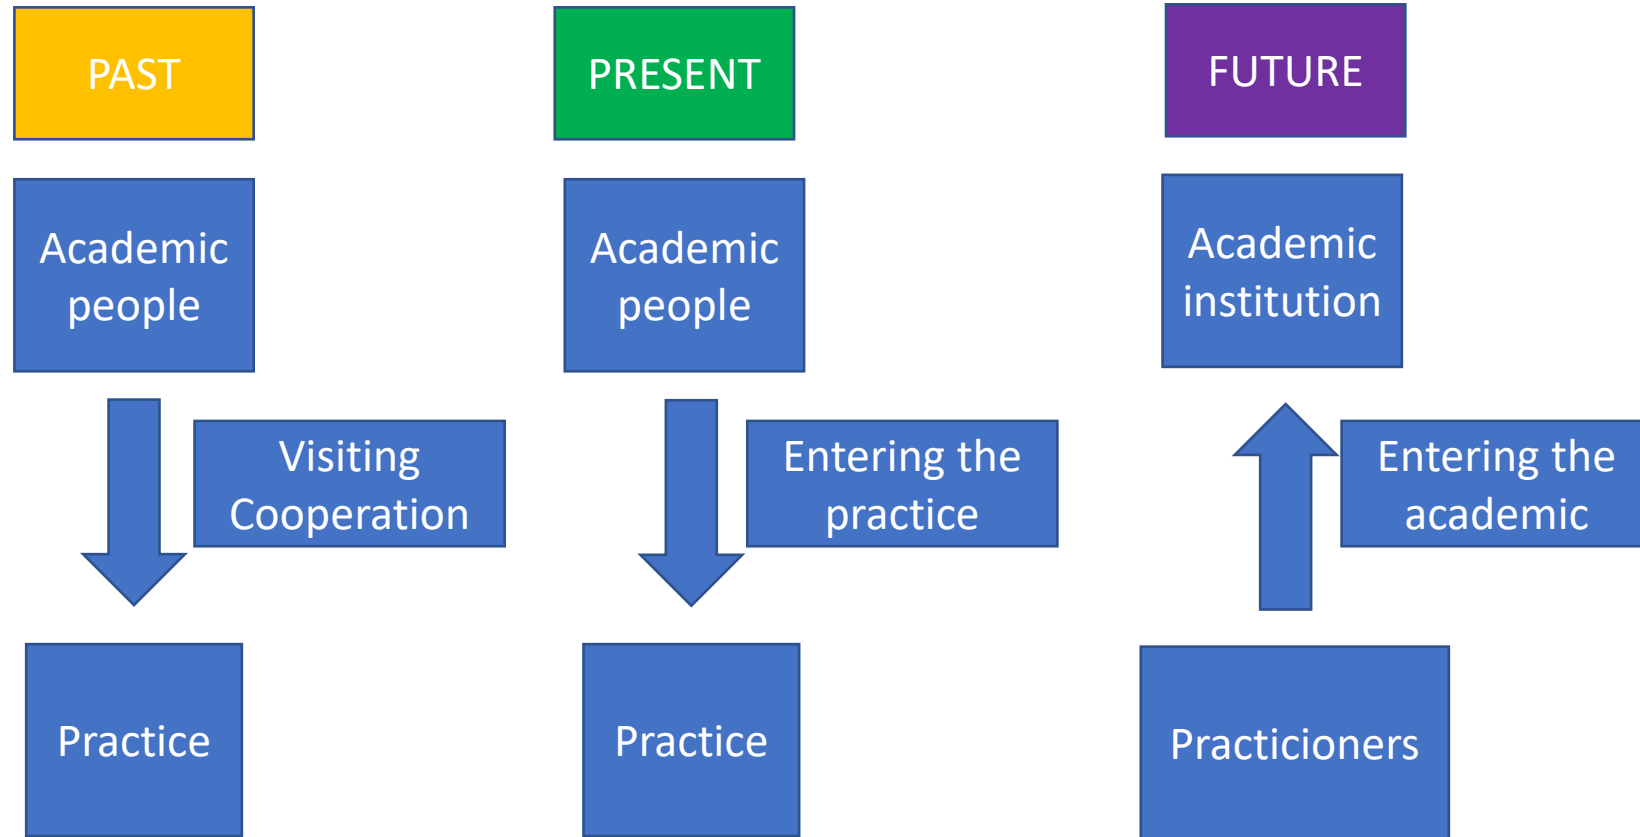 PAST
Academic
people
Visiting
Cooperation
Practice
PRESENT
Academic
people
Entering the
practice
Practice
FUTURE
Academic
institution
Entering the
academic
Practicioners